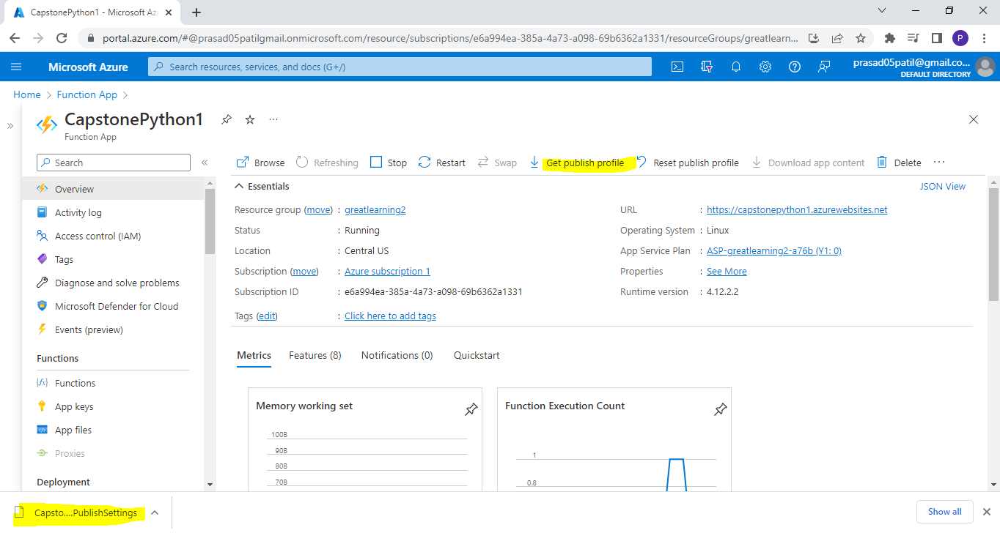 CapstonePython1 - Microsoft Az
portal.azure.com/#@prasad05patilgmail.onmicrosoft.com/resource/subscriptions/e6a994ea-385a-4a73-a098-69b6362a1331/resourceGroups/greatlearn...
P
Microsoft Azure
Search resources, services, and docs (G+/)
prasad05patil@gmail.co...
DEFAULT DIRECTORY
Home > Function App >
CapstonePython1
Function App
Search
Browse Refreshing Stop Restart Swap Get publish profile Reset publish profile Download app content Delete ...
Overview
Activity log
Access control (IAM)
Tags
Diagnose and solve problems
Microsoft Defender for Cloud
Events (preview)
Functions
Functions
App keys
App files
Proxies
Deployment
Essentials
JSON View
Resource group (move) : greatlearning2
Status : Running
Location : Central US
Subscription (move) : Azure subscription 1
Subscription ID : e6a994ea-385a-4a73-a098-69b6362a1331
Tags (edit) : Click here to add tags
URL : https://capstonepython1.azurewebsites.net
Operating System : Linux
App Service Plan : ASP-greatlearning2-a76b (Y1: 0)
Properties : See More
Runtime version : 4.12.2.2
Metrics Features (8) Notifications (0) Quickstart
Memory working set
100B
90B
80B
70B
Function Execution Count
1
0.8
Capsto....PublishSettings
Show all